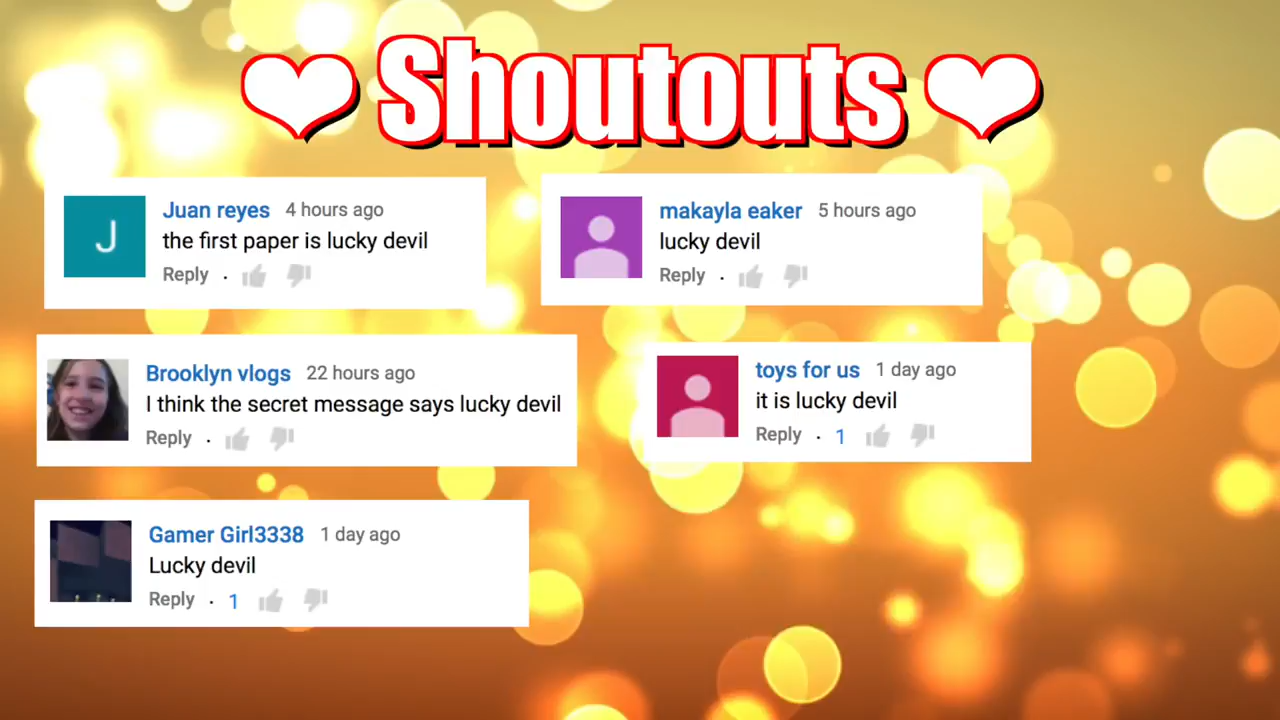 ❤Shoutouts❤
Juan reyes 4 hours ago
the first paper is lucky devil
Reply ·
makayla eaker 5 hours ago
lucky devil
Reply ·
Brooklyn vlogs 22 hours ago
I think the secret message says lucky devil
Reply ·
toys for us 1 day ago
it is lucky devil
Reply · 1
Gamer Girl3338 1 day ago
Lucky devil
Reply · 1
J